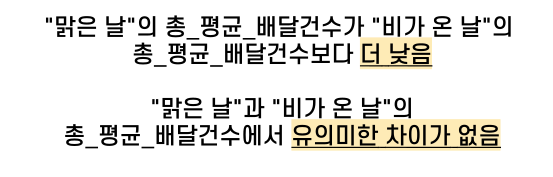 "맑은 날"의 총_평균_배달건수가 "비가 온 날"의
총_평균_배달건수보다 더 낮음
"맑은 날"과 "비가 온 날"의
총_평균_배달건수에서 유의미한 차이가 없음